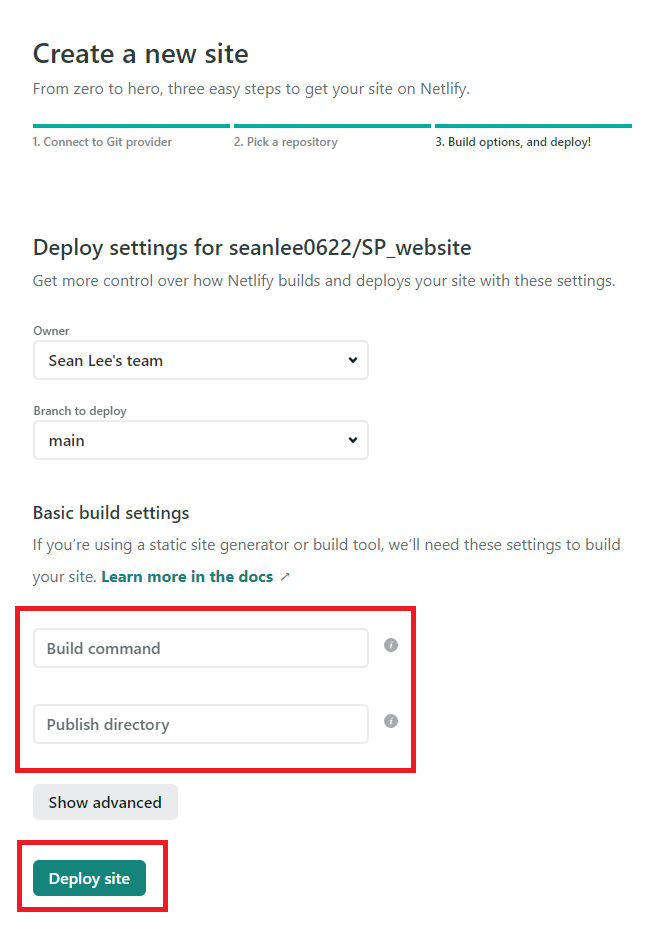 Create a new site
From zero to hero, three easy steps to get your site on Netlify.
1. Connect to Git provider
2. Pick a repository
3. Build options, and deploy!
Deploy settings for seanlee0622/SP_website
Get more control over how Netlify builds and deploys your site with these settings.
Owner
Sean Lee's team
Branch to deploy
main
Basic build settings
If you’re using a static site generator or build tool, we’ll need these settings to build
your site. Learn more in the docs ↗
Build command
i
Publish directory
i
Show advanced
Deploy site